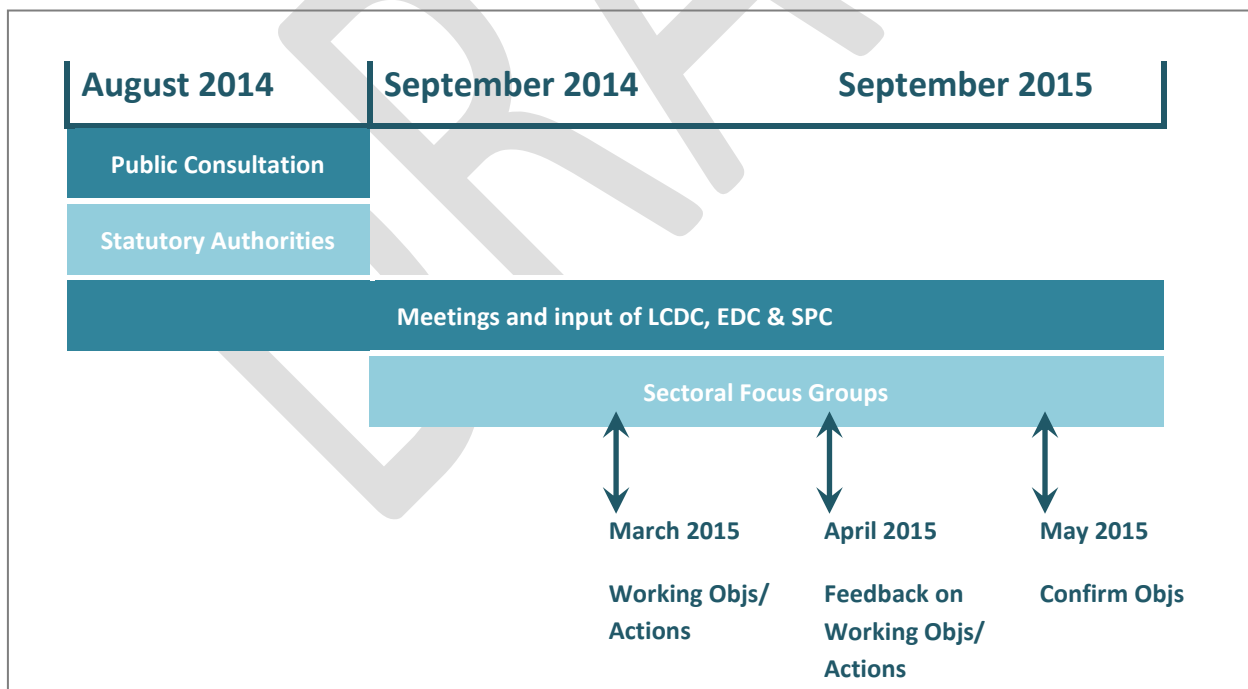 August 2014 September 2014 September 2015
Public Consultation
Statutory Authorities
Meetings and input of LCDC, EDC & SPC
Sectoral Focus Groups
March 2015 April 2015 May 2015
Working Objs/ Feedback on Confirm Objs
Actions Working Objs/
Actions